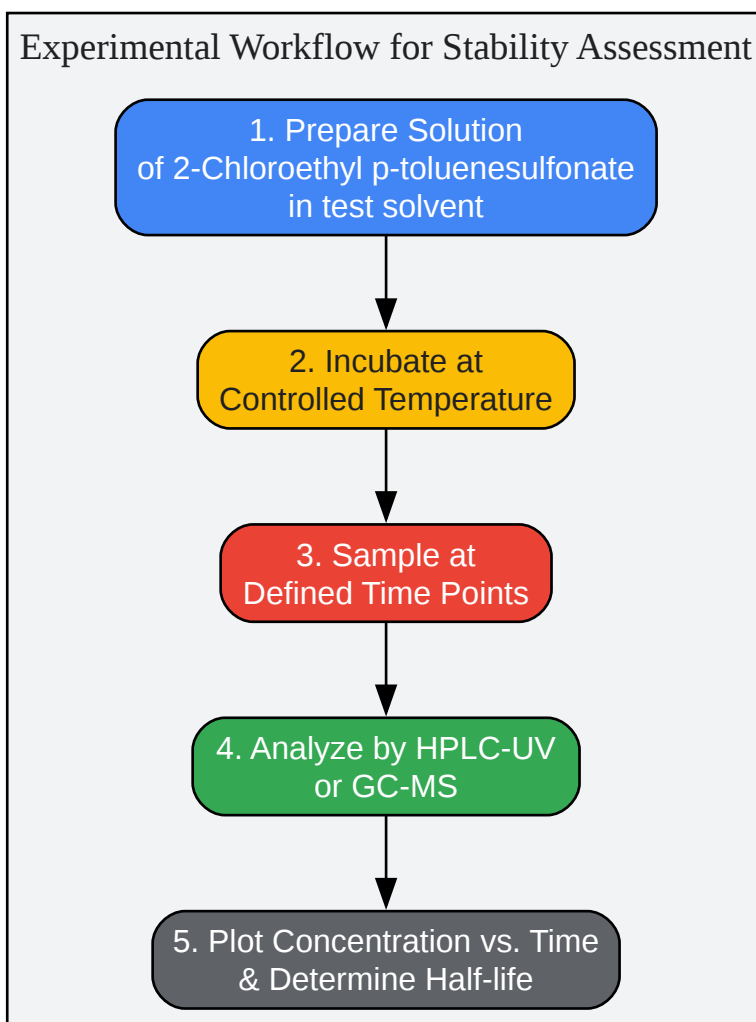 Experimental Workflow for Stability Assessment
1. Prepare Solution
of 2-Chloroethyl p-toluenesulfonate
in test solvent
2. Incubate at
Controlled Temperature
3. Sample at
Defined Time Points
4. Analyze by HPLC-UV
or GC-MS
5. Plot Concentration vs. Time
& Determine Half-life